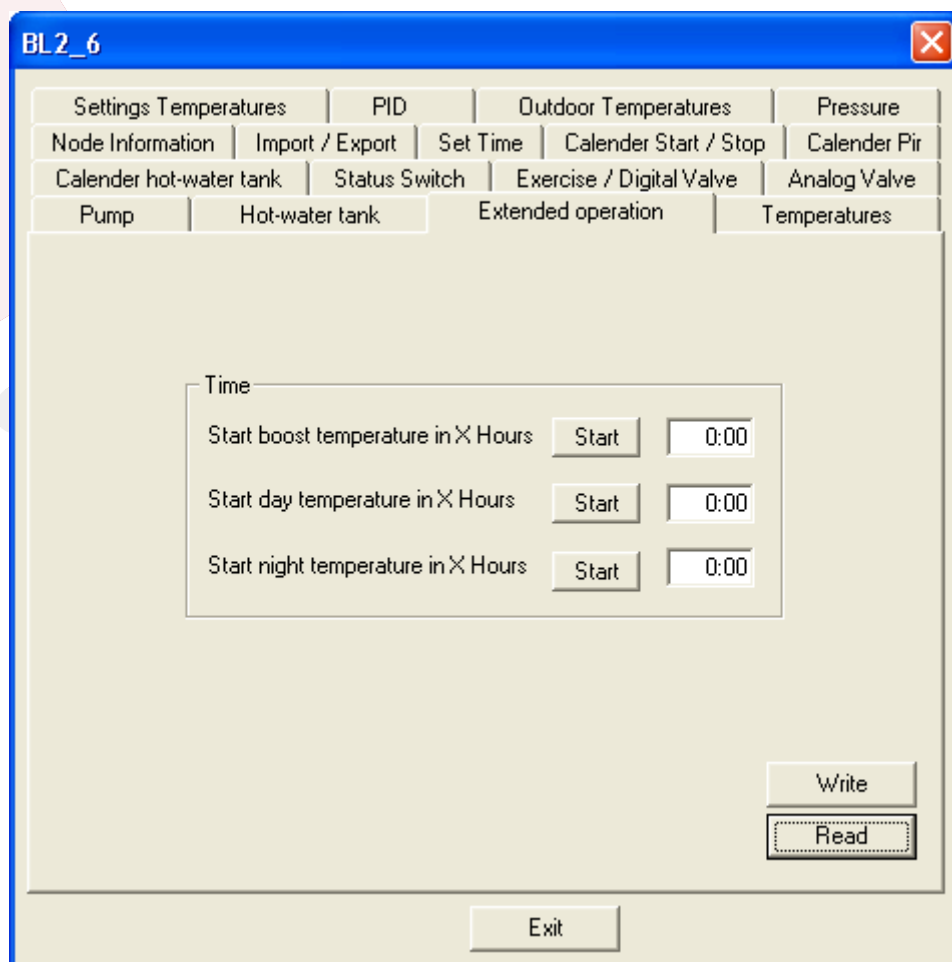 BL2_6
Settings Temperatures PID Outdoor Temperatures Pressure
Node Information Import / Export Set Time Calender Start / Stop Calender Pir
Calender hot-water tank Status Switch Exercise / Digital Valve Analog Valve
Pump Hot-water tank Extended operation Temperatures
Time
Start boost temperature in X Hours Start 0:00
Start day temperature in X Hours Start 0:00
Start night temperature in X Hours Start 0:00
Write
Read
Exit